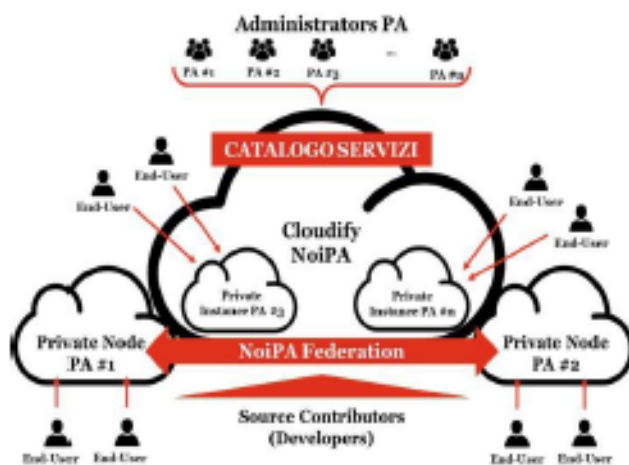 Administrators PA
PA #1
PA #2
PA #3
...
PA #n
CATALOGO SERVIZI
End-User
End-User
End-User
End-User
Cloudify
NoiPA
Private
Instance PA #3
Private
Instance PA #n
Private Node
PA #1
NoiPA Federation
Private Node
PA #2
Source Contributors
(Developers)
End-User
End-User
End-User
End-User